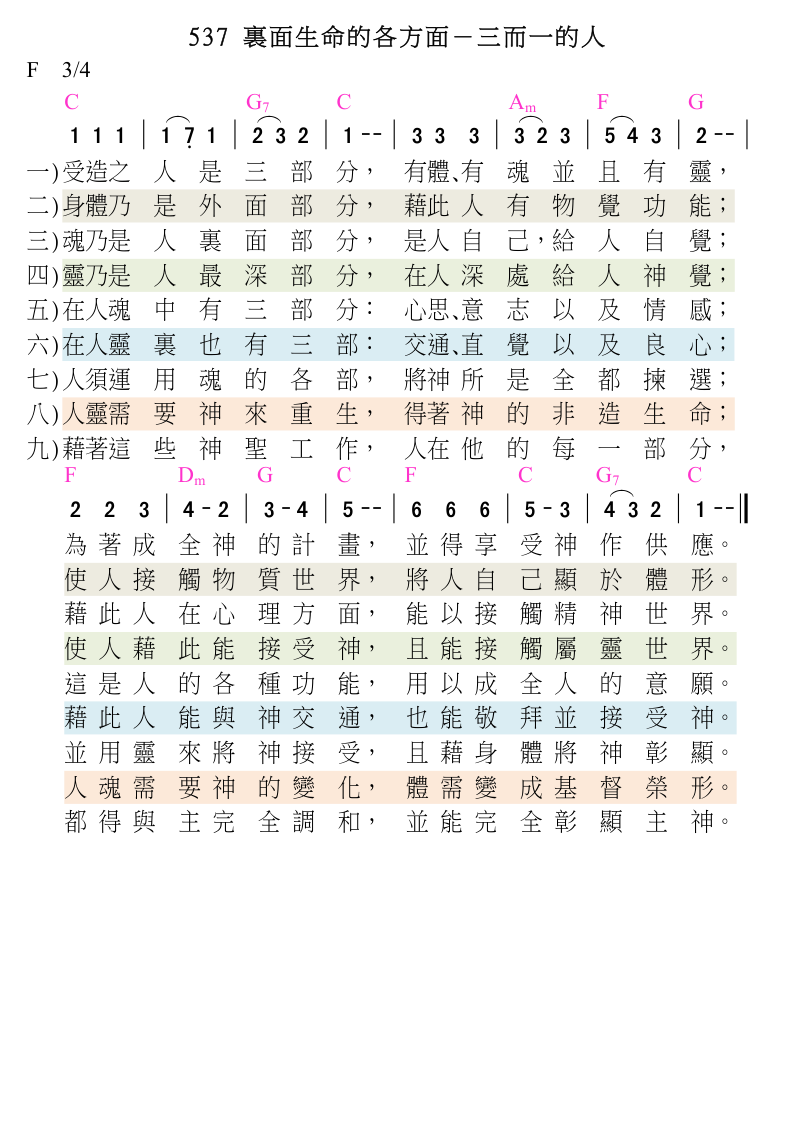 537 裏面生命的各方面－三而一的人
F 3/4
C G7 C Am F G
1 1 1 | 1 7̣ 1 | 2 3 2 | 1 -- | 3 3 3 | 3 2 3 | 5 4 3 | 2 -- |
一)受造之人是三部分，有體、有魂並且有靈，
二)身體乃是外面部分，藉此人有物覺功能；
三)魂乃是人裏面部分，是人自己，給人自覺；
四)靈乃是人最深部分，在人深處給人神覺；
五)在人魂中有三部分：心思、意志以及情感；
六)在人靈裏也有三部：交通、直覺以及良心；
七)人須運用魂的各部，將神所是全都揀選；
八)人靈需要神來重生，得著神的非造生命；
九)藉著這些神聖工作，人在他的每一部分，
F Dm G C F C G7 C
2 2 3 | 4 - 2 | 3 - 4 | 5 -- | 6 6 6 | 5 - 3 | 4 3 2 | 1 -- ‖
為著成全神的計畫，並得享受神作供應。
使人接觸物質世界，將人自己顯於體形。
藉此人在心理方面，能以接觸精神世界。
使人藉此能接受神，且能接觸屬靈世界。
這是人的各種功能，用以成全人的意願。
藉此人能與神交通，也能敬拜並接受神。
並用靈來將神接受，且藉身體將神彰顯。
人魂需要神的變化，體需變成基督榮形。
都得與主完全調和，並能完全彰顯主神。